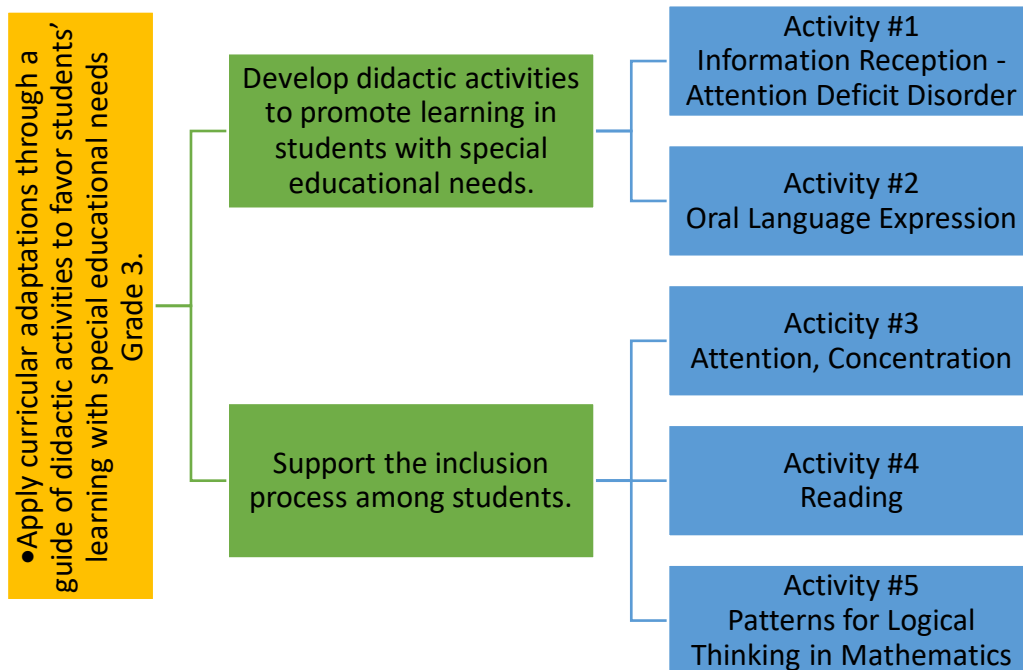 •Apply curricular adaptations through a
guide of didactic activities to favor students’
learning with special educational needs
Grade 3.
Develop didactic activities
to promote learning in
students with special
educational needs.
Activity #1
Information Reception -
Attention Deficit Disorder
Activity #2
Oral Language Expression
Support the inclusion
process among students.
Acticity #3
Attention, Concentration
Activity #4
Reading
Activity #5
Patterns for Logical
Thinking in Mathematics